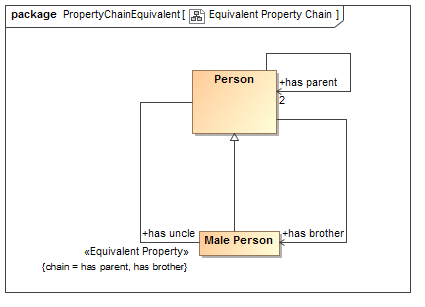 package PropertyChainEquivalent [ Equivalent Property Chain ]
Person
+has parent
2
+has uncle
Male Person
+has brother
«Equivalent Property»
{chain = has parent, has brother}